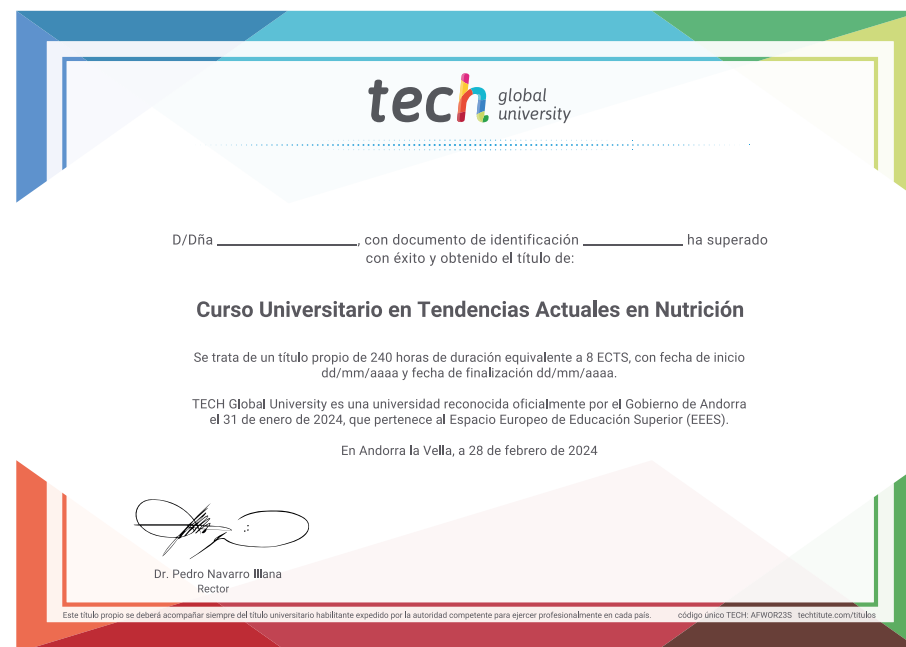 tech global
university
D/Dña ______________, con documento de identificación __________ ha superado
con éxito y obtenido el título de:
Curso Universitario en Tendencias Actuales en Nutrición
Se trata de un título propio de 240 horas de duración equivalente a 8 ECTS, con fecha de inicio
dd/mm/aaaa y fecha de finalización dd/mm/aaaa.
TECH Global University es una universidad reconocida oficialmente por el Gobierno de Andorra
el 31 de enero de 2024, que pertenece al Espacio Europeo de Educación Superior (EEES).
En Andorra la Vella, a 28 de febrero de 2024
Dr. Pedro Navarro Illana
Rector
Este título propio se deberá acompañar siempre del título universitario habilitante expedido por la autoridad competente para ejercer profesionalmente en cada país. código único TECH: AFWOR23S techtitute.com/titulos